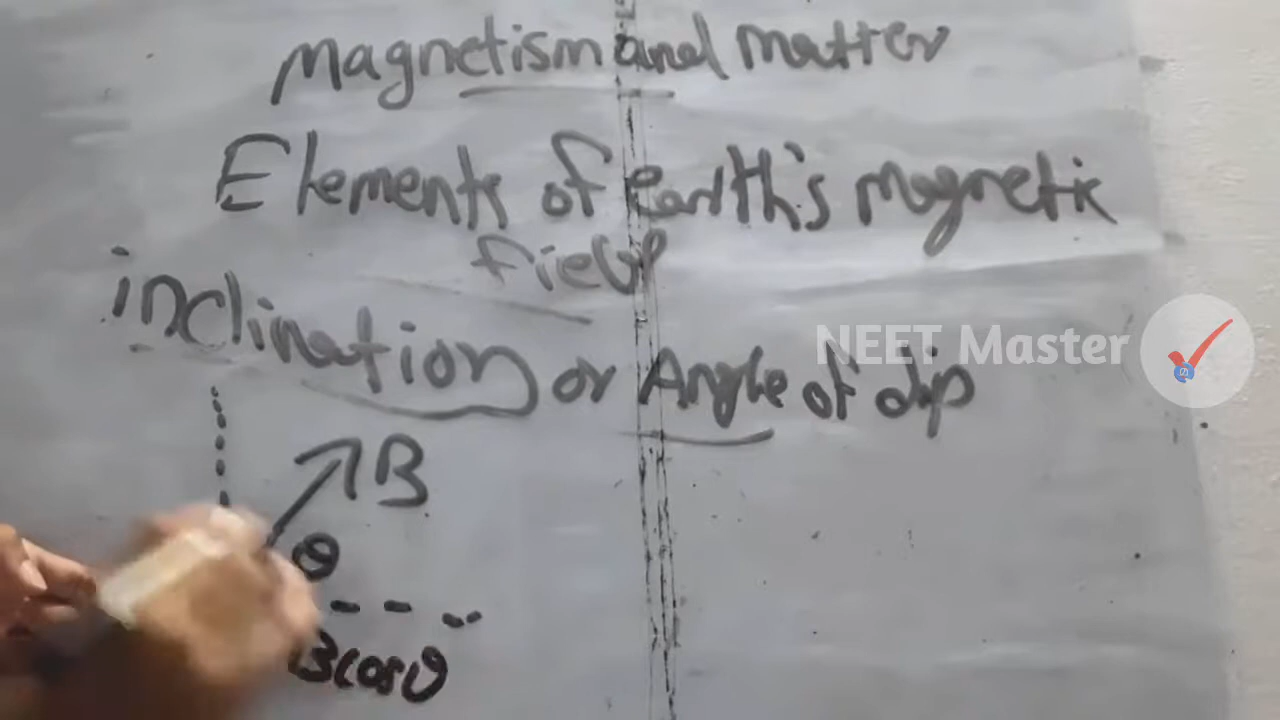 Magnetism and matter
Elements of earth's magnetic
field
inclination or Angle of dip
NEET Master
B
θ
Bcosθ